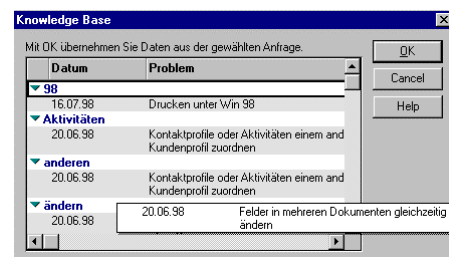 Knowledge Base
Mit OK übernehmen Sie Daten aus der gewählten Anfrage.
OK
Cancel
Help
Datum Problem
98
16.07.98 Drucken unter Win 98
Aktivitäten
20.06.98 Kontaktprofile oder Aktivitäten einem and
Kundenprofil zuordnen
anderen
20.06.98 Kontaktprofile oder Aktivitäten einem and
Kundenprofil zuordnen
ändern
20.06.98
20.06.98 Felder in mehreren Dokumenten gleichzeitig
ändern